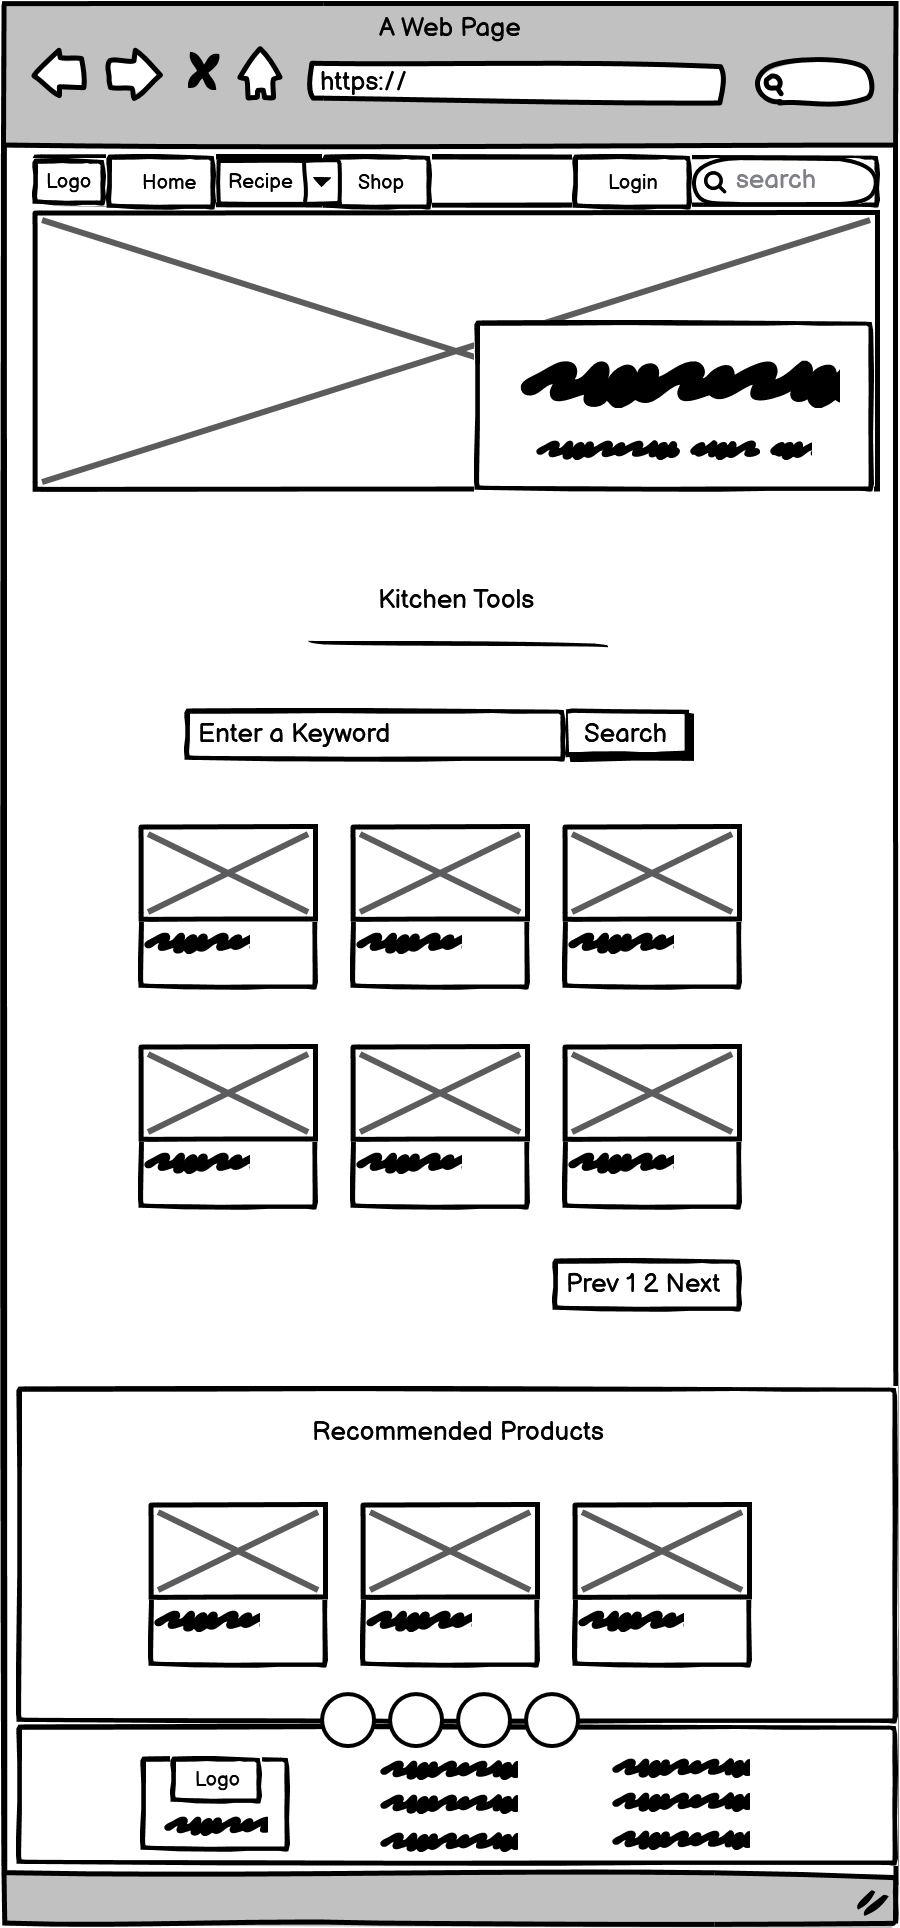 A Web Page
https://
Logo Home Recipe Shop Login search
Kitchen Tools
Enter a Keyword Search
Prev 1 2 Next
Recommended Products
Logo